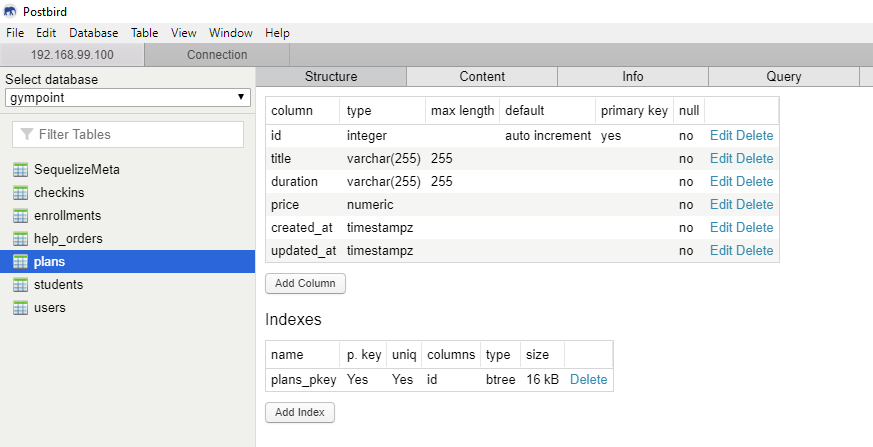 Postbird
File Edit Database Table View Window Help
192.168.99.100 Connection
Select database
gympoint
Filter Tables
SequelizeMeta
checkins
enrollments
help_orders
plans
students
users
Structure Content Info Query
column type max length default primary key null
id integer auto increment yes no Edit Delete
title varchar(255) 255 no Edit Delete
duration varchar(255) 255 no Edit Delete
price numeric no Edit Delete
created_at timestampz no Edit Delete
updated_at timestampz no Edit Delete
Add Column
Indexes
name p. key uniq columns type size
plans_pkey Yes Yes id btree 16 kB Delete
Add Index